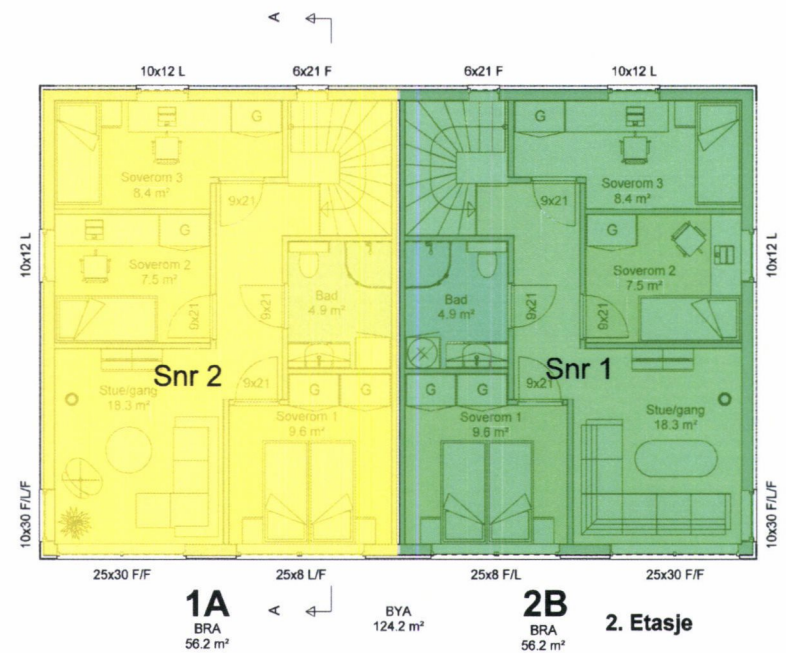 A
10x12 L
6x21 F
6x21 F
10x12 L
G
G
Soverom 3
8.4 m²
9x21
9x21
Soverom 3
8.4 m²
10x12 L
G
Soverom 2
7.5 m²
G
Soverom 2
7.5 m²
10x12 L
Bad
4.9 m²
Bad
4.9 m²
9x21
9x21
9x21
9x21
Snr 2
Snr 1
9x21
9x21
Stue/gang
18.3 m²
G
G
G
G
Stue/gang
18.3 m²
Soverom 1
9.6 m²
Soverom 1
9.6 m²
10x30 F/L/F
10x30 F/L/F
25x30 F/F
25x8 L/F
25x8 F/L
25x30 F/F
1A
BRA
56.2 m²
A
BYA
124.2 m²
2B
BRA
56.2 m²
2. Etasje